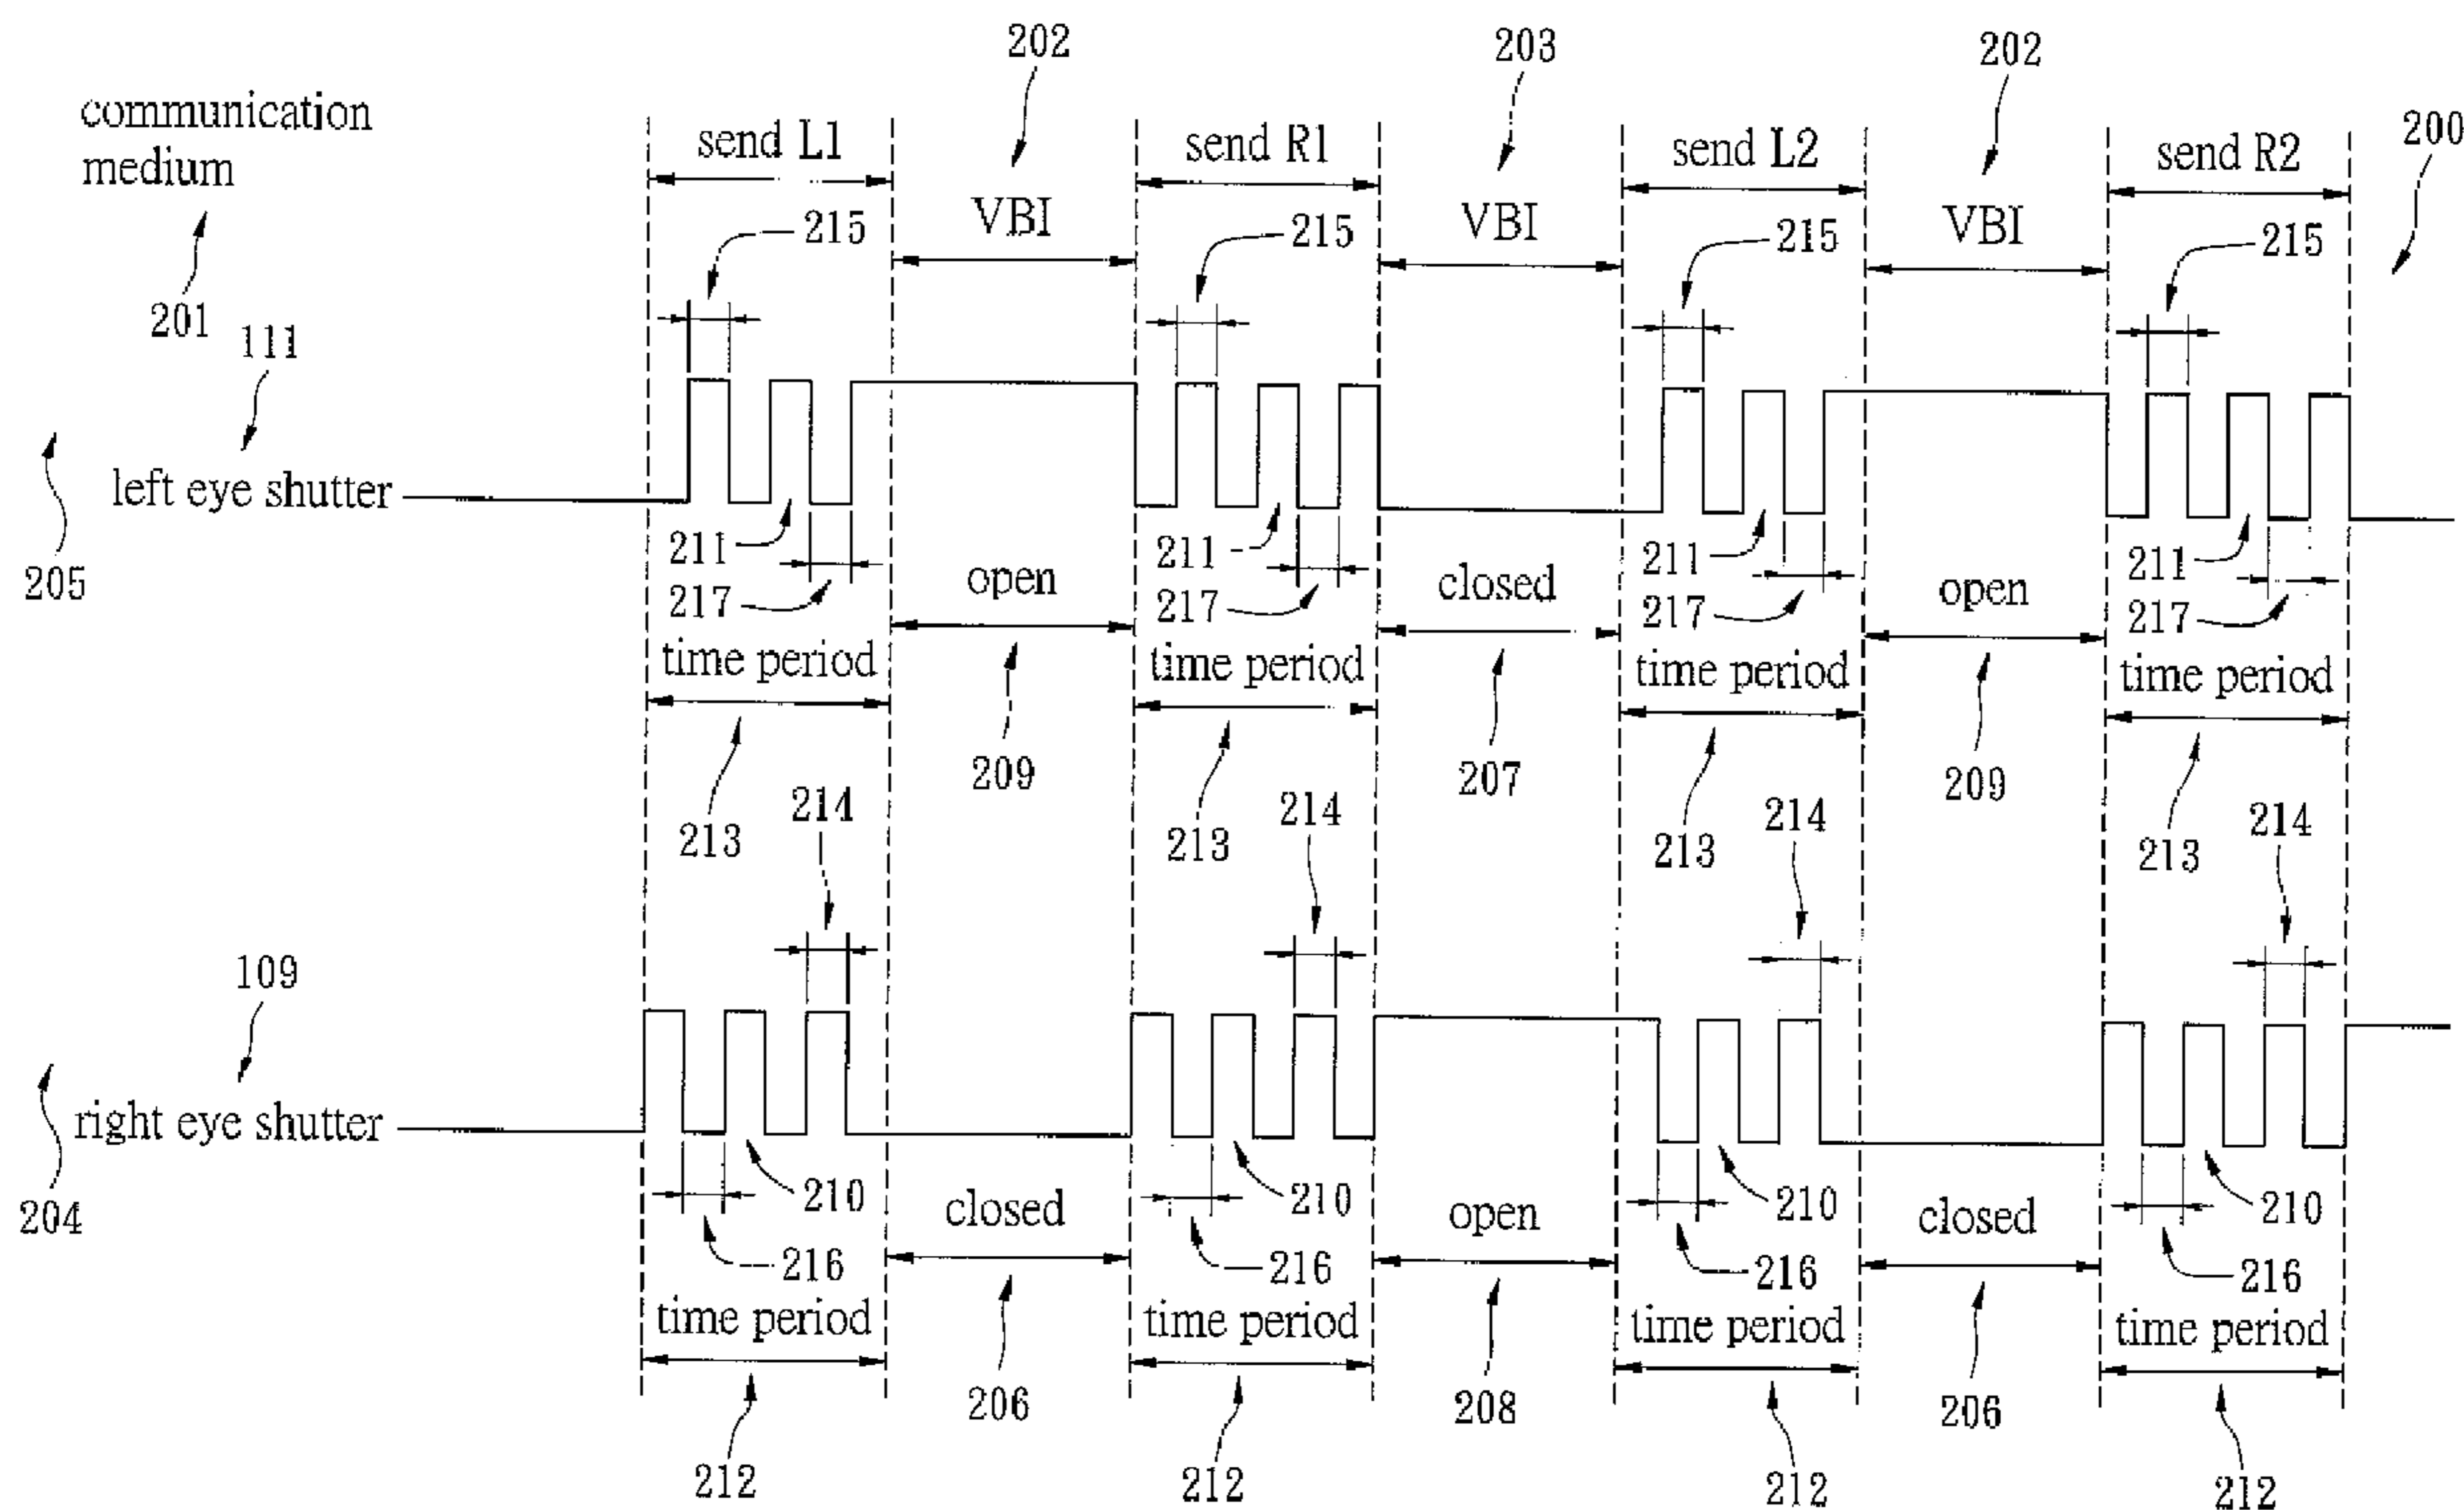 202
203
202
communication
medium
send L1
send R1
send L2
send R2
200
VBI
VBI
VBI
215
215
215
215
201
111
left eye shutter
205
211
211
211
211
217
217
217
217
open
closed
open
time period
time period
time period
time period
209
207
209
213
213
213
213
214
214
214
214
109
right eye shutter
204
210
210
210
210
closed
open
closed
216
216
216
216
time period
time period
time period
time period
206
208
206
212
212
212
212